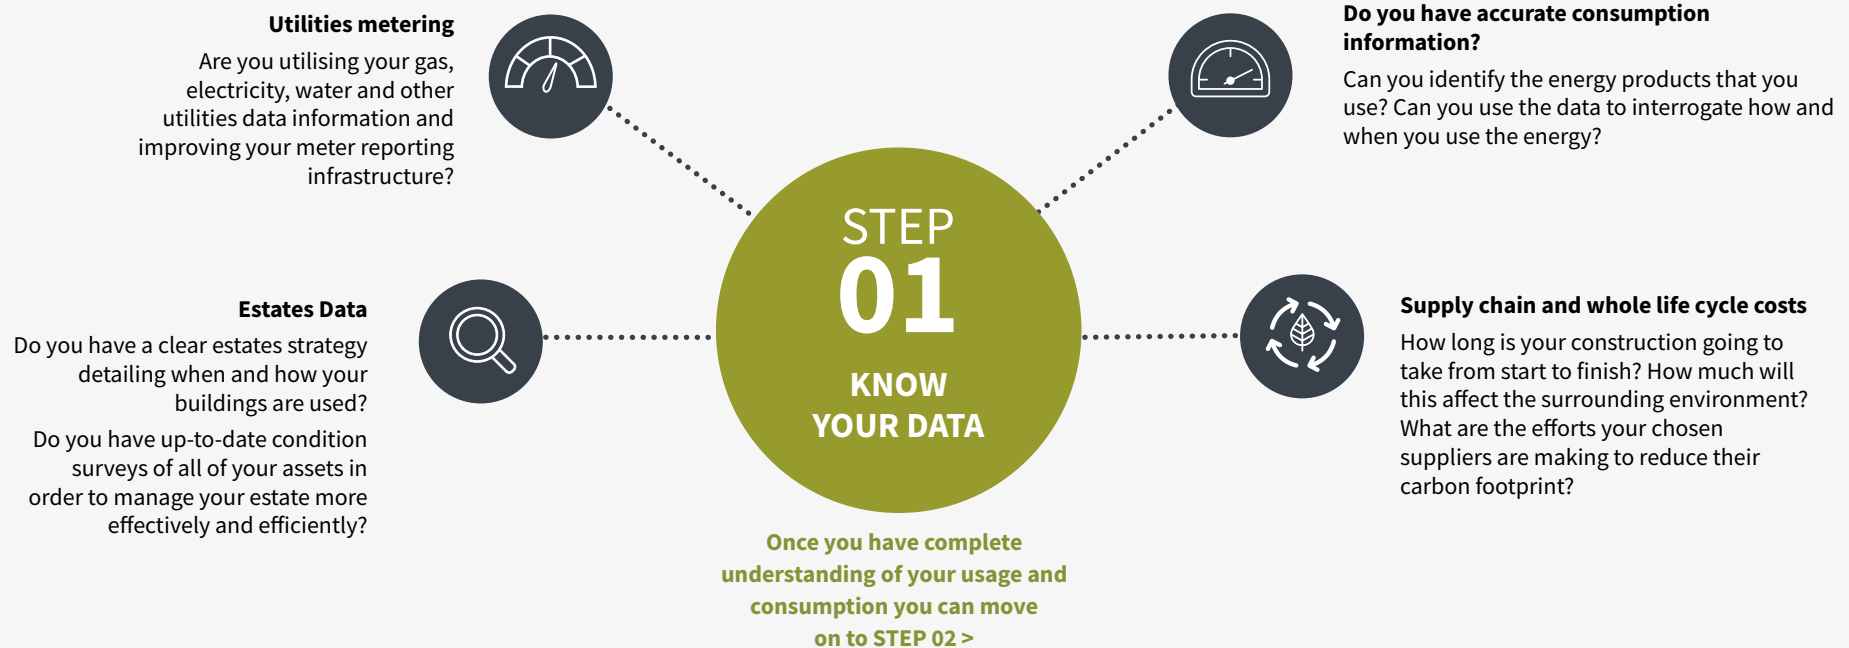 Utilities metering
Are you utilising your gas,
electricity, water and other
utilities data information and
improving your meter reporting
infrastructure?
Do you have accurate consumption
information?
Can you identify the energy products that you
use? Can you use the data to interrogate how and
when you use the energy?
STEP
01
KNOW
YOUR DATA
Estates Data
Do you have a clear estates strategy
detailing when and how your
buildings are used?
Do you have up-to-date condition
surveys of all of your assets in
order to manage your estate more
effectively and efficiently?
Supply chain and whole life cycle costs
How long is your construction going to
take from start to finish? How much will
this affect the surrounding environment?
What are the efforts your chosen
suppliers are making to reduce their
carbon footprint?
Once you have complete
understanding of your usage and
consumption you can move
on to STEP 02 >